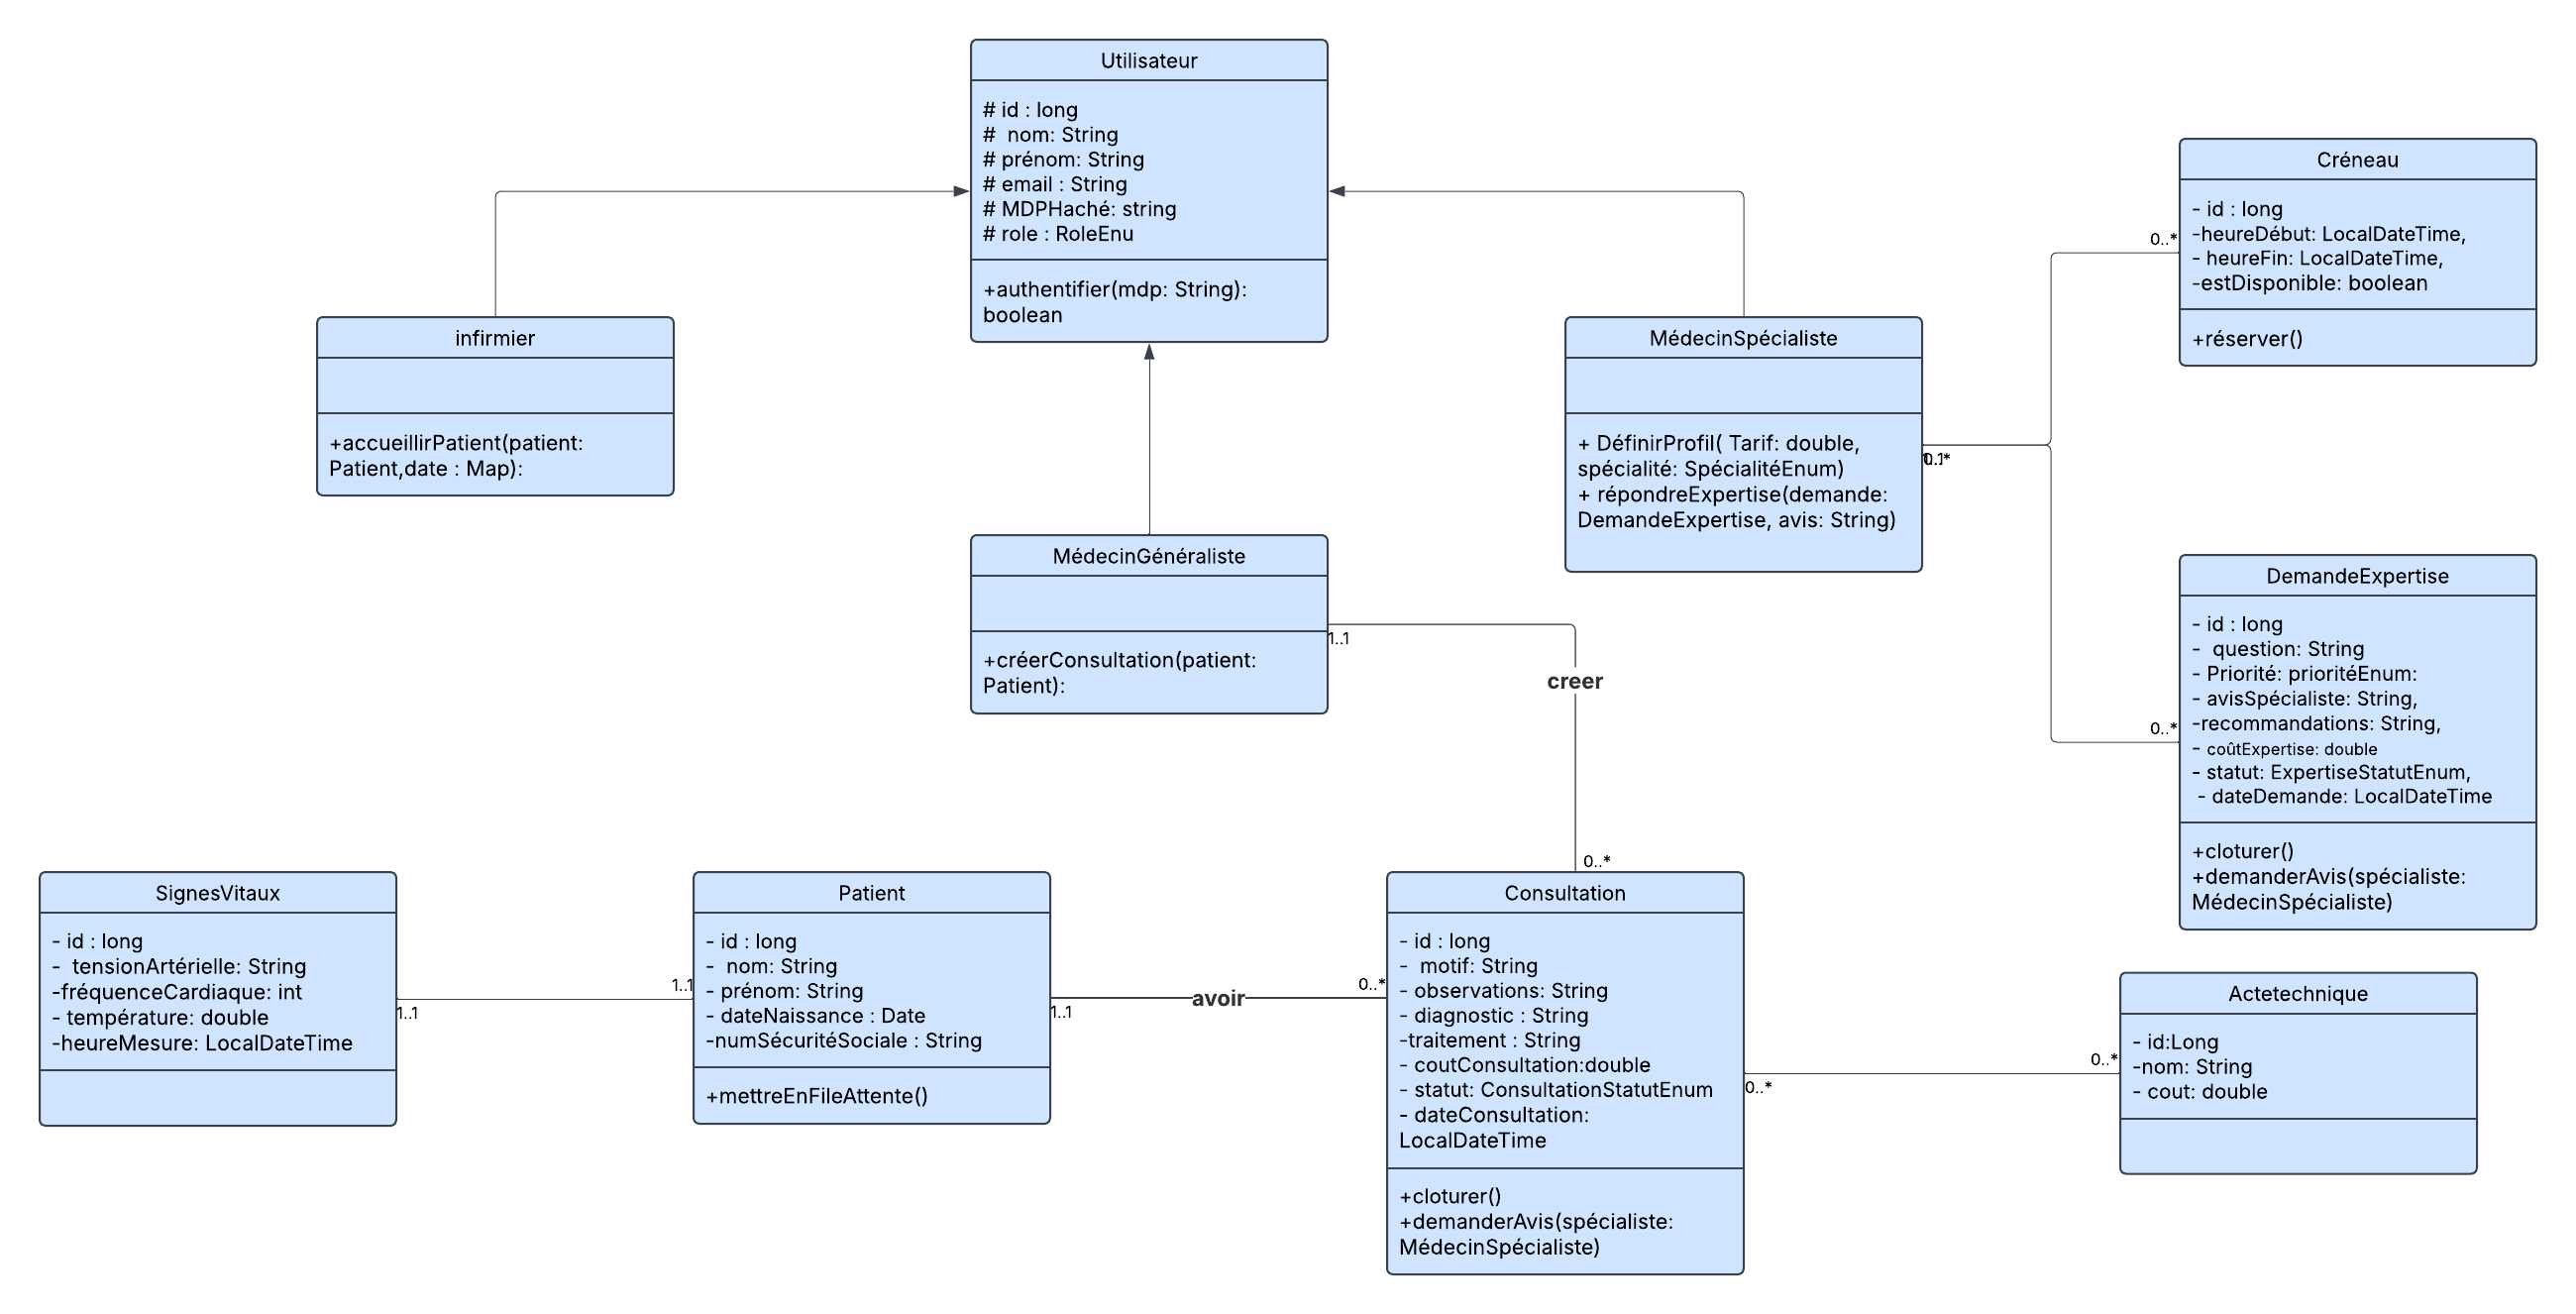 Utilisateur
# id : long
#  nom: String
# prénom: String
# email : String
# MDPHaché: string
# role : RoleEnu
+authentifier(mdp: String):
boolean
infirmier
+accueillirPatient(patient:
Patient,date : Map):
MédecinSpécialiste
+ DéfinirProfil( Tarif: double,
spécialité: SpécialitéEnum)
+ répondreExpertise(demande:
DemandeExpertise, avis: String)
Créneau
- id : long
-heureDébut: LocalDateTime,
- heureFin: LocalDateTime,
-estDisponible: boolean
+réserver()
0..*
MédecinGénéraliste
+créerConsultation(patient:
Patient):
1..1
creer
0..*
DemandeExpertise
- id : long
-  question: String
- Priorité: prioritéEnum:
- avisSpécialiste: String,
-recommandations: String,
- coûtExpertise: double
- statut: ExpertiseStatutEnum,
- dateDemande: LocalDateTime
+cloturer()
+demanderAvis(spécialiste:
MédecinSpécialiste)
0..*
SignesVitaux
- id : long
-  tensionArtérielle: String
-fréquenceCardiaque: int
- température: double
-heureMesure: LocalDateTime
1..1
1..1
Patient
- id : long
-  nom: String
- prénom: String
- dateNaissance : Date
-numSécuritéSociale : String
+mettreEnFileAttente()
1..1
avoir
0..*
Consultation
- id : long
-  motif: String
- observations: String
- diagnostic : String
-traitement : String
- coutConsultation:double
- statut: ConsultationStatutEnum
- dateConsultation:
LocalDateTime
+cloturer()
+demanderAvis(spécialiste:
MédecinSpécialiste)
0..*
0..*
Actetechnique
- id:Long
-nom: String
- cout: double